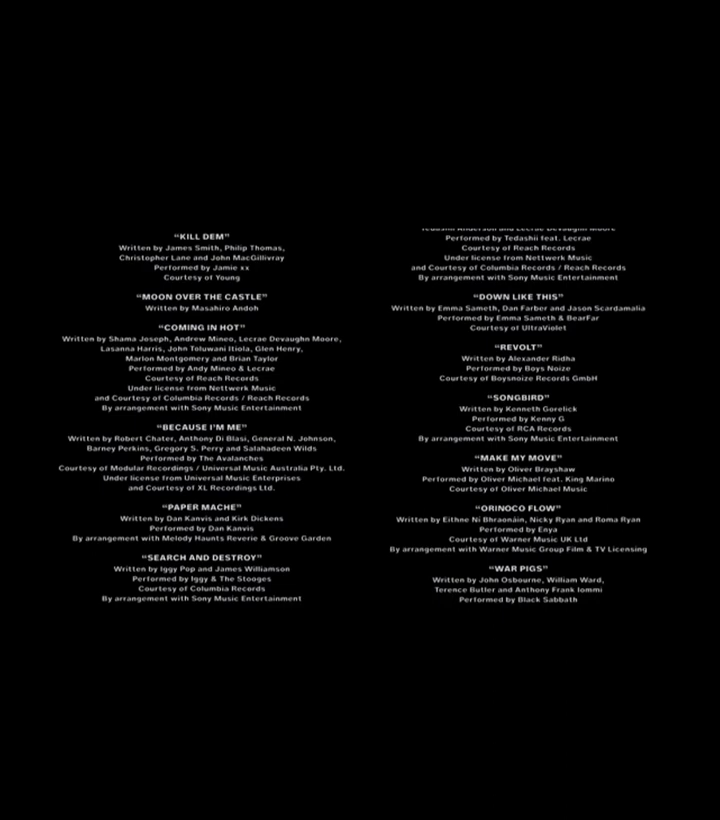 “KILL DEM”
Written by James Smith, Philip Thomas,
Christopher Lane and John MacGillivray
Performed by Jamie xx
Courtesy of Young
“MOON OVER THE CASTLE”
Written by Masahiro Andoh
“COMING IN HOT”
Written by Shama Joseph, Andrew Mineo, Lecrae Devaughn Moore,
Lasanna Harris, John Toluwani Itiola, Glen Henry,
Marlon Montgomery and Brian Taylor
Performed by Andy Mineo & Lecrae
Courtesy of Reach Records
Under license from Nettwerk Music
and Courtesy of Columbia Records / Reach Records
By arrangement with Sony Music Entertainment
“BECAUSE I’M ME”
Written by Robert Chater, Anthony Di Blasi, General N. Johnson,
Barney Perkins, Gregory S. Perry and Salahadeen Wilds
Performed by The Avalanches
Courtesy of Modular Recordings / Universal Music Australia Pty. Ltd.
Under license from Universal Music Enterprises
and Courtesy of XL Recordings Ltd.
“PAPER MACHE”
Written by Dan Kanvis and Kirk Dickens
Performed by Dan Kanvis
By arrangement with Melody Haunts Reverie & Groove Garden
“SEARCH AND DESTROY”
Written by Iggy Pop and James Williamson
Performed by Iggy & The Stooges
Courtesy of Columbia Records
By arrangement with Sony Music Entertainment
Tedashii Anderson and Lecrae Devaughn Moore
Performed by Tedashii feat. Lecrae
Courtesy of Reach Records
Under license from Nettwerk Music
and Courtesy of Columbia Records / Reach Records
By arrangement with Sony Music Entertainment
“DOWN LIKE THIS”
Written by Emma Sameth, Dan Farber and Jason Scardamalia
Performed by Emma Sameth & BearFar
Courtesy of UltraViolet
“REVOLT”
Written by Alexander Ridha
Performed by Boys Noize
Courtesy of Boysnoize Records GmbH
“SONGBIRD”
Written by Kenneth Gorelick
Performed by Kenny G
Courtesy of RCA Records
By arrangement with Sony Music Entertainment
“MAKE MY MOVE”
Written by Oliver Brayshaw
Performed by Oliver Michael feat. King Marino
Courtesy of Oliver Michael Music
“ORINOCO FLOW”
Written by Eithne Ní Bhraonáin, Nicky Ryan and Roma Ryan
Performed by Enya
Courtesy of Warner Music UK Ltd
By arrangement with Warner Music Group Film & TV Licensing
“WAR PIGS”
Written by John Osbourne, William Ward,
Terence Butler and Anthony Frank Iommi
Performed by Black Sabbath